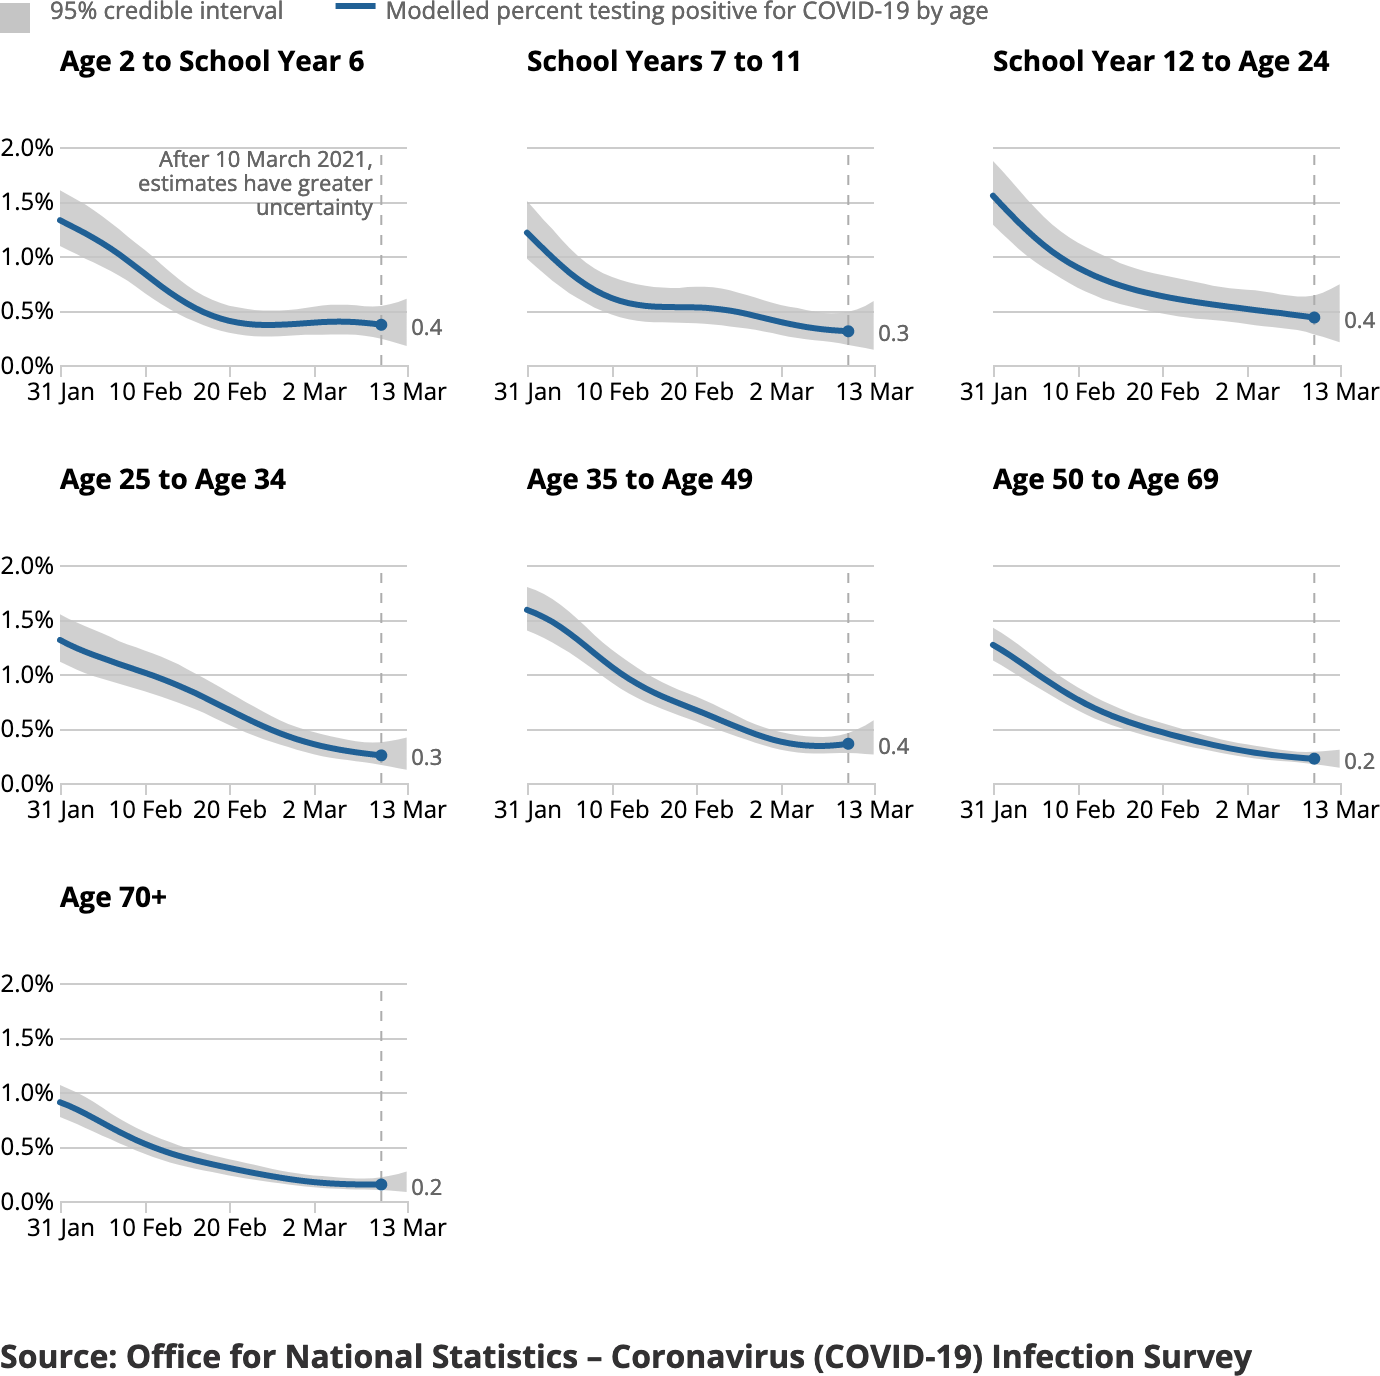 95% credible interval Modelled percent testing positive for COVID-19 by age
Age 2 to School Year 6 School Years 7 to 11 School Year 12 to Age 24
2.0%
After 10 March 2021,
estimates have greater
1.5%
uncertainty
1.0%
0.5%
0.4 0.3 0.4
0.0%
31 Jan 10 Feb 20 Feb 2 Mar 13 Mar 31 Jan 10 Feb 20 Feb 2 Mar 13 Mar 31 Jan 10 Feb 20 Feb 2 Mar 13 Mar
Age 25 to Age 34 Age 35 to Age 49 Age 50 to Age 69
2.0%
1.5%
1.0%
0.5%
0.3 0.4 0.2
0.0%
31 Jan 10 Feb 20 Feb 2 Mar 13 Mar 31 Jan 10 Feb 20 Feb 2 Mar 13 Mar 31 Jan 10 Feb 20 Feb 2 Mar 13 Mar
Age 70+
2.0%
1.5%
1.0%
0.5%
0.2
0.0%
31 Jan 10 Feb 20 Feb 2 Mar 13 Mar
Source: Office for National Statistics – Coronavirus (COVID-19) Infection Survey